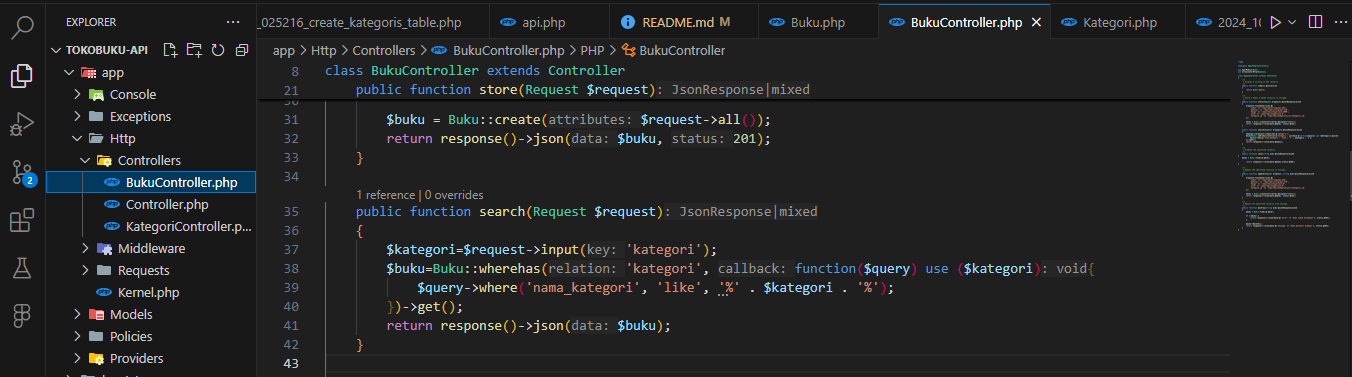 EXPLORER
_025216_create_kategoris_table.php
api.php
README.md M
Buku.php
BukuController.php
Kategori.php
2024_10
TOKOBUKU-API
app > Http > Controllers > BukuController.php > PHP > BukuController
app
Console
Exceptions
Http
Controllers
BukuController.php
Controller.php
KategoriController.p...
Middleware
Requests
Kernel.php
Models
Policies
Providers
2
8 class BukuController extends Controller
21 public function store(Request $request): JsonResponse|mixed
30
31 $buku = Buku::create(attributes: $request->all());
32 return response()->json(data: $buku, status: 201);
33 }
34
1 reference | 0 overrides
35 public function search(Request $request): JsonResponse|mixed
36 {
37 $kategori=$request->input(key: 'kategori');
38 $buku=Buku::wherehas(relation: 'kategori', callback: function($query) use ($kategori): void{
39 $query->where('nama_kategori', 'like', '%' . $kategori . '%');
40 })->get();
41 return response()->json(data: $buku);
42 }
43